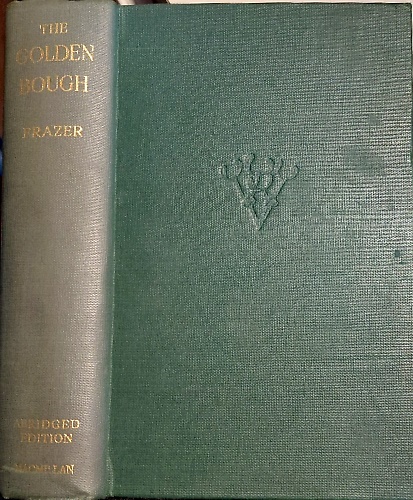 THE
GOLDEN
BOUGH
FRAZER
ABRIDGED
EDITION
MACMILLAN